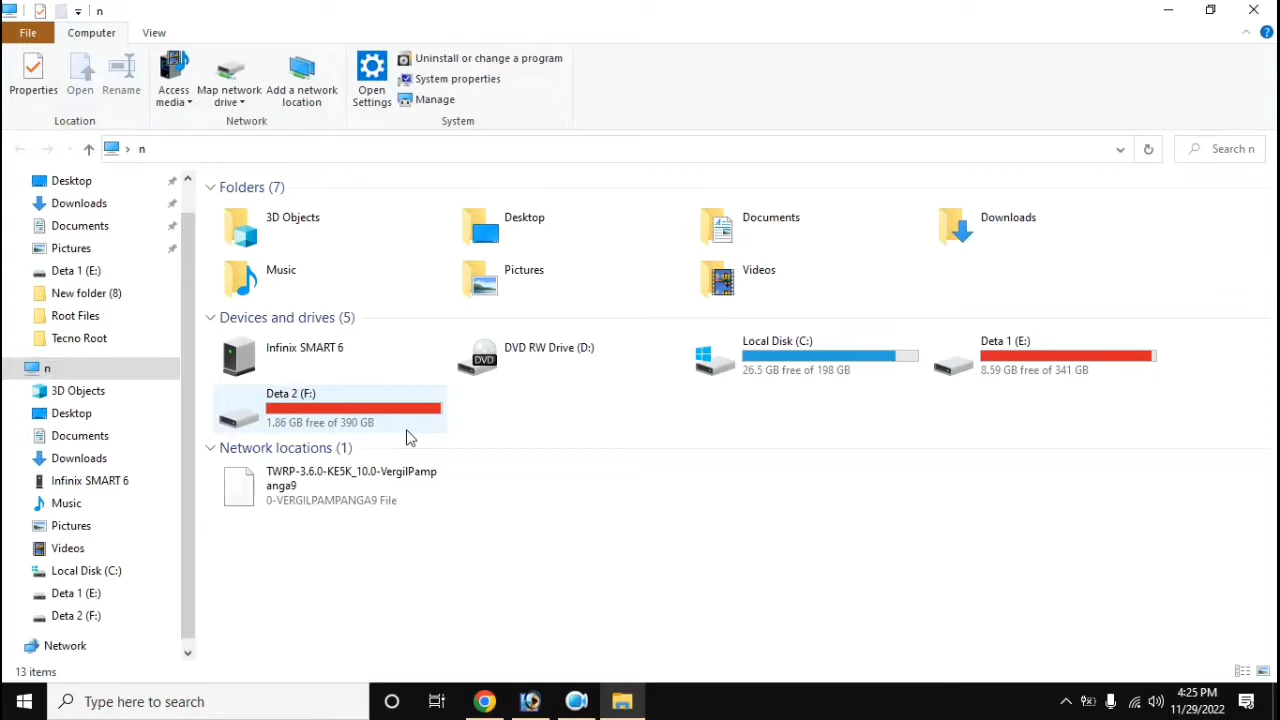 n
File
Computer
View
Properties
Open
Rename
Access media
Map network drive
Add a network location
Open Settings
Uninstall or change a program
System properties
Manage
Location
Network
System
n
Search n
Desktop
Downloads
Documents
Pictures
Deta 1 (E:)
New folder (8)
Root Files
Tecno Root
n
3D Objects
Desktop
Documents
Downloads
Infinix SMART 6
Music
Pictures
Videos
Local Disk (C:)
Deta 1 (E:)
Deta 2 (F:)
Network
Folders (7)
3D Objects
Desktop
Documents
Downloads
Music
Pictures
Videos
Devices and drives (5)
Infinix SMART 6
DVD RW Drive (D:)
DVD
Local Disk (C:)
26.5 GB free of 198 GB
Deta 1 (E:)
8.59 GB free of 341 GB
Deta 2 (F:)
1.86 GB free of 390 GB
Network locations (1)
TWRP-3.6.0-KE5K_10.0-VergilPamp
anga9
0-VERGILPAMPANGA9 File
13 items
Type here to search
4:25 PM
11/29/2022